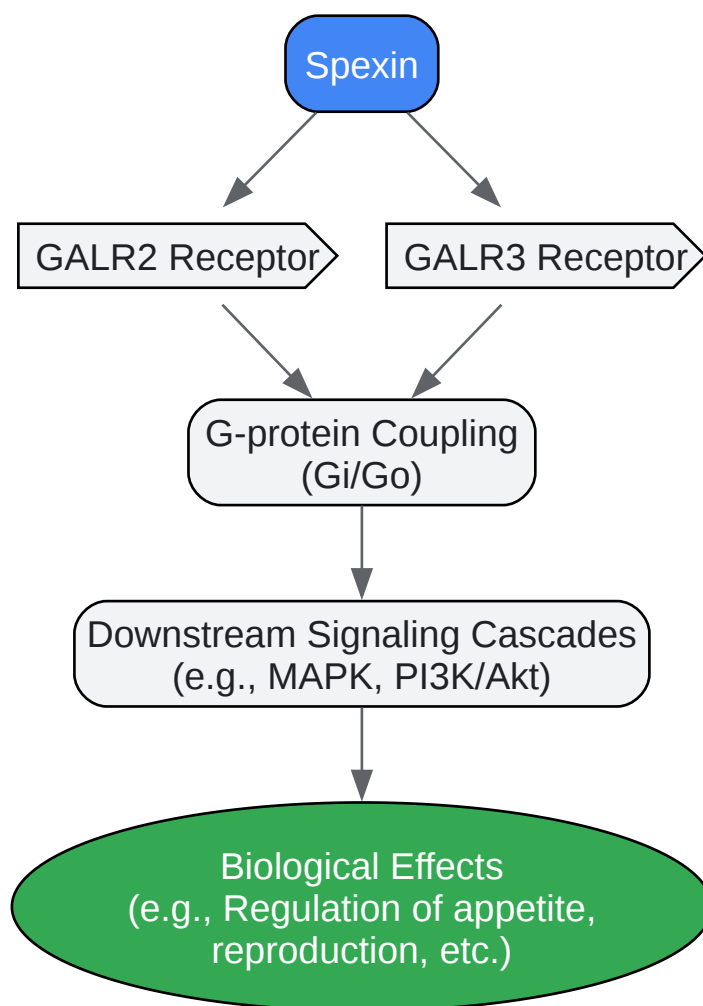 Spexin
GALR2 Receptor
GALR3 Receptor
G-protein Coupling
(Gi/Go)
Downstream Signaling Cascades
(e.g., MAPK, PI3K/Akt)
Biological Effects
(e.g., Regulation of appetite,
reproduction, etc.)